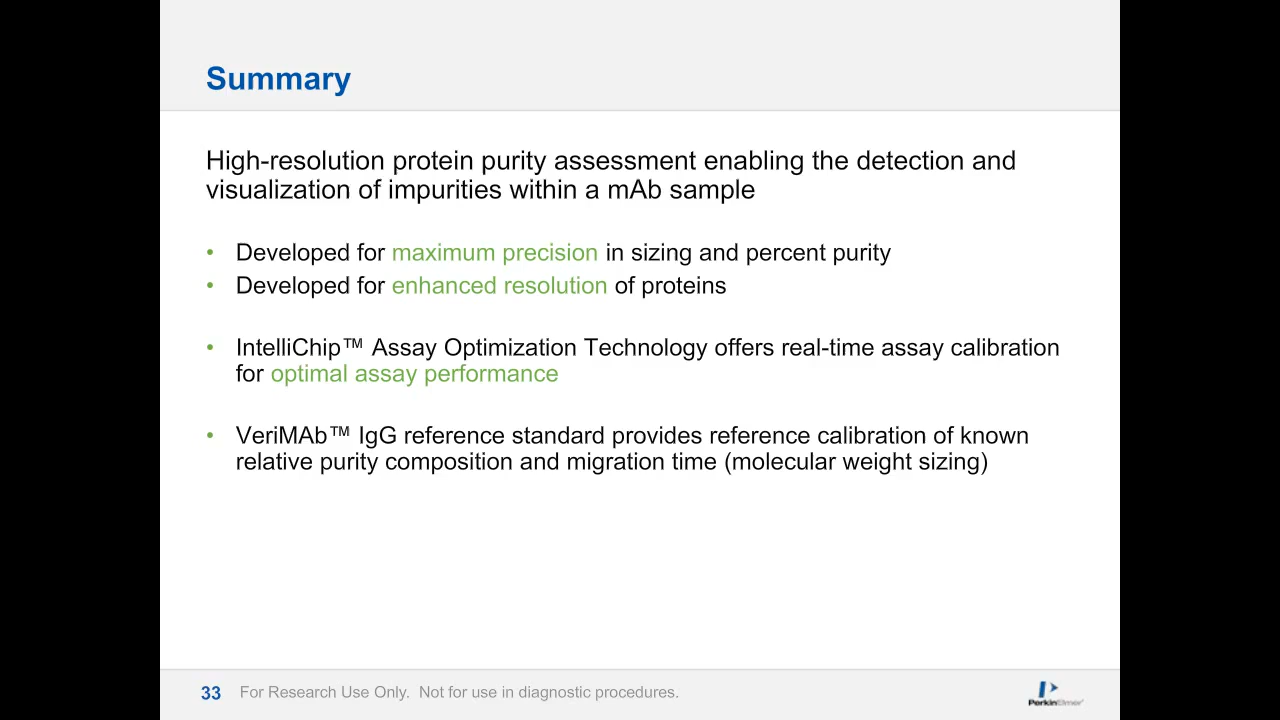 Summary
High-resolution protein purity assessment enabling the detection and
visualization of impurities within a mAb sample
• Developed for maximum precision in sizing and percent purity
• Developed for enhanced resolution of proteins
• IntelliChip™ Assay Optimization Technology offers real-time assay calibration
for optimal assay performance
• VeriMAb™ IgG reference standard provides reference calibration of known
relative purity composition and migration time (molecular weight sizing)
33 For Research Use Only. Not for use in diagnostic procedures.
PerkinElmer